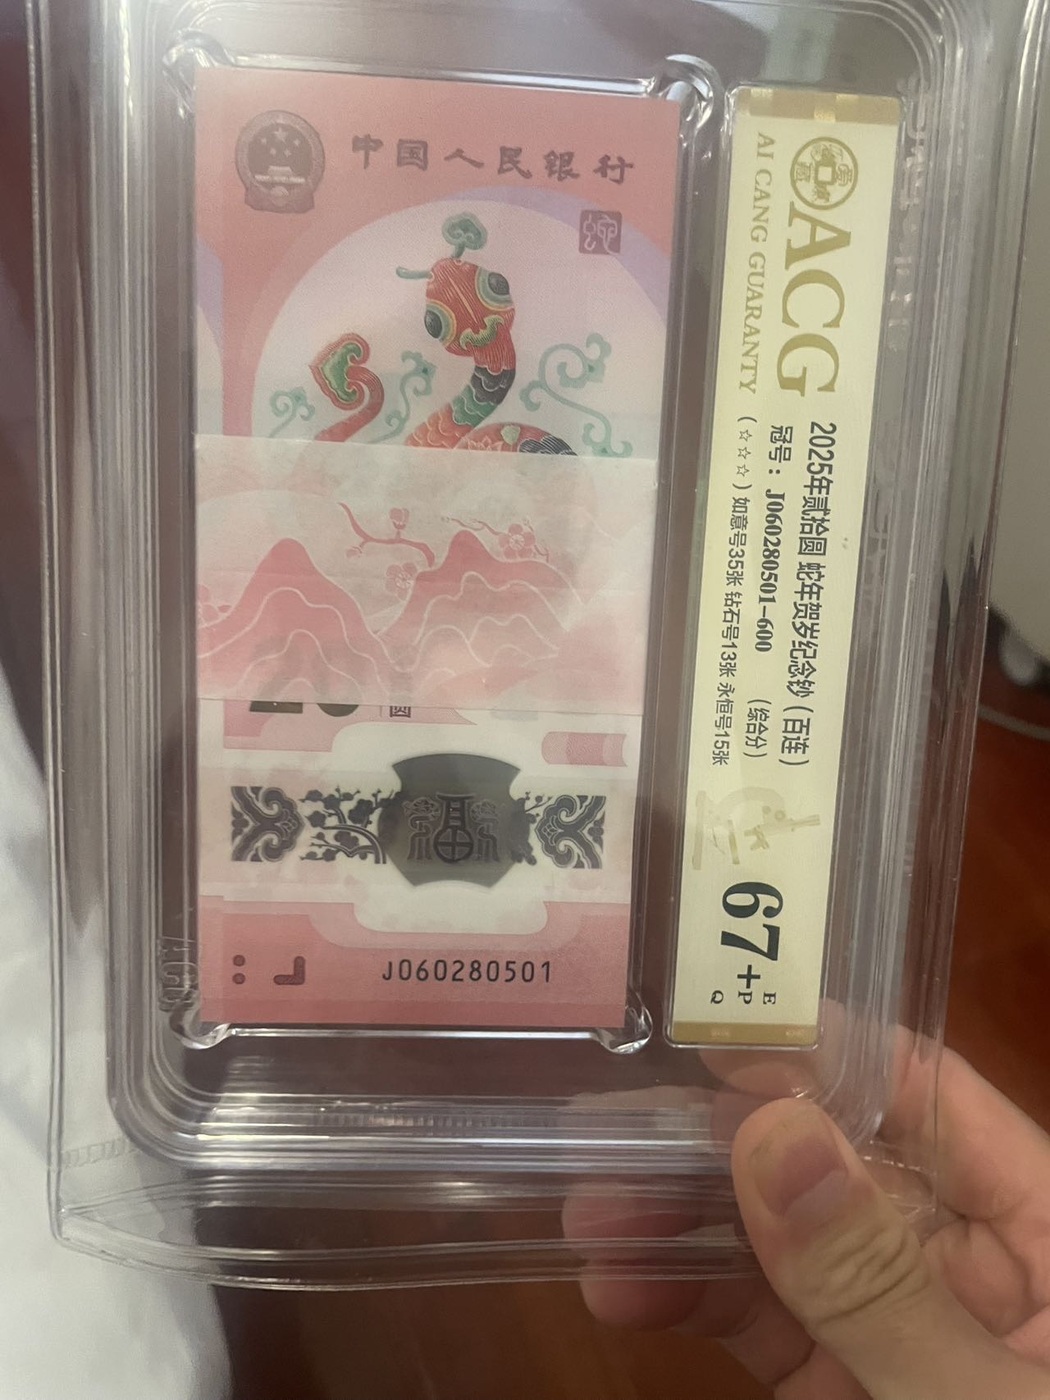 中国人民银行
圆
福
J060280501
ACG
AI CANG GUARANTY
2025年贰拾圆 蛇年贺岁纪念钞（百连）
冠号：J060280501-600 （综合分）
（☆☆☆）如意号35张 钻石号13张 永恒号15张
67+
E
P
Q